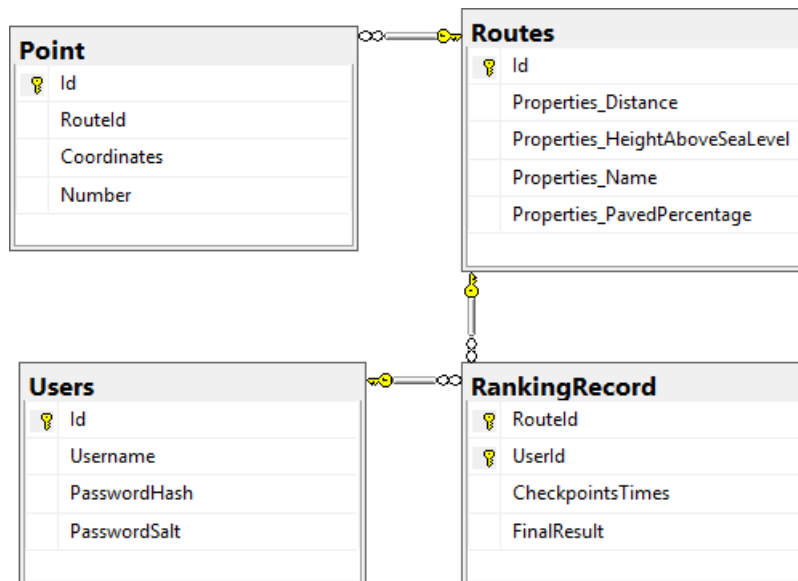 Point
Id
RouteId
Coordinates
Number
Routes
Id
Properties_Distance
Properties_HeightAboveSeaLevel
Properties_Name
Properties_PavedPercentage
Users
Id
Username
PasswordHash
PasswordSalt
RankingRecord
RouteId
UserId
CheckpointsTimes
FinalResult